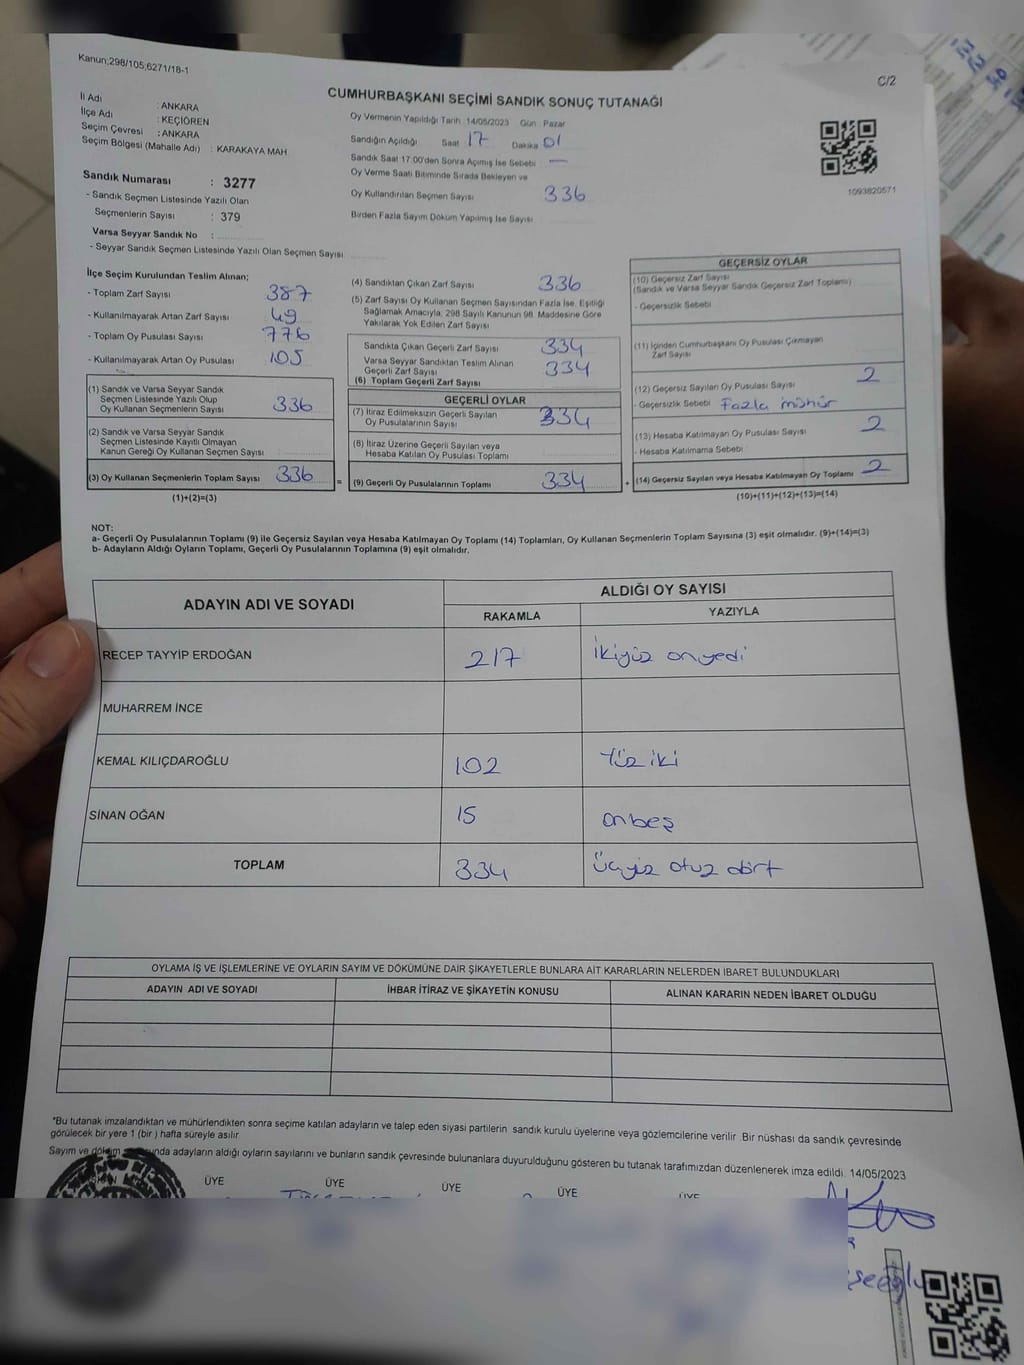 Kanun;298/105;6271/18-1
C/2
CUMHURBAŞKANI SEÇİMİ SANDIK SONUÇ TUTANAĞI
İl Adı : ANKARA
İlçe Adı : KEÇİÖREN
Seçim Çevresi : ANKARA
Seçim Bölgesi (Mahalle Adı) : KARAKAYA MAH.
Sandık Numarası : 3277
- Sandık Seçmen Listesinde Yazılı Olan
Seçmenlerin Sayısı : 379
Varsa Seyyar Sandık No :
- Seyyar Sandık Seçmen Listesinde Yazılı Olan Seçmen Sayısı
Oy Vermenin Yapıldığı Tarih :14/05/2023 Gün : Pazar
Sandığın Açıldığı Saat 17 Dakika 01
Sandık Saat 17.00'den Sonra Açımış İse Sebebi —
Oy Verme Saati Bitiminde Sırada Bekleyen ve
Oy Kullandırılan Seçmen Sayısı 336
Birden Fazla Sayım Döküm Yapılmış İse Sayısı
1093820571
İlçe Seçim Kurulundan Teslim Alınan;
- Toplam Zarf Sayısı 387
- Kullanılmayarak Artan Zarf Sayısı 49
- Toplam Oy Pusulası Sayısı 776
- Kullanılmayarak Artan Oy Pusulası 105
(1) Sandık ve Varsa Seyyar Sandık
Seçmen Listesinde Yazılı Olup
Oy Kullanan Seçmenlerin Sayısı 336
(2) Sandık ve Varsa Seyyar Sandık
Seçmen Listesinde Kayıtlı Olmayan
Kanun Gereği Oy Kullanan Seçmen Sayısı
(3) Oy Kullanan Seçmenlerin Toplam Sayısı 336
(1)+(2)=(3)
=
(4) Sandıktan Çıkan Zarf Sayısı 336
(5) Zarf Sayısı Oy Kullanan Seçmen Sayısından Fazla İse, Eşitliği
Sağlamak Amacıyla; 298 Sayılı Kanunun 98. Maddesine Göre
Yakılarak Yok Edilen Zarf Sayısı
Sandıkta Çıkan Geçerli Zarf Sayısı 334
Varsa Seyyar Sandıktan Teslim Alınan
Geçerli Zarf Sayısı 334
(6) Toplam Geçerli Zarf Sayısı
GEÇERLİ OYLAR
(7) İtiraz Edilmeksizin Geçerli Sayılan
Oy Pusulalarının Sayısı 334
(8) İtiraz Üzerine Geçerli Sayılan veya
Hesaba Katılan Oy Pusulası Toplamı
(9) Geçerli Oy Pusulalarının Toplamı 334
+
GEÇERSİZ OYLAR
(10) Geçersiz Zarf Sayısı
(Sandık ve Varsa Seyyar Sandık Geçersiz Zarf Toplamı)
- Geçersizlik Sebebi
(11) İçinden Cumhurbaşkanı Oy Pusulası Çıkmayan
Zarf Sayısı
(12) Geçersiz Sayılan Oy Pusulası Sayısı 2
- Geçersizlik Sebebi Fazla mühür
(13) Hesaba Katılmayan Oy Pusulası Sayısı 2
- Hesaba Katılmama Sebebi
(14) Geçersiz Sayılan veya Hesaba Katılmayan Oy Toplamı 2
(10)+(11)+(12)+(13)=(14)
NOT:
a- Geçerli Oy Pusulalarının Toplamı (9) ile Geçersiz Sayılan veya Hesaba Katılmayan Oy Toplamı (14) Toplamları, Oy Kullanan Seçmenlerin Toplam Sayısına (3) eşit olmalıdır. (9)+(14)=(3)
b- Adayların Aldığı Oyların Toplamı, Geçerli Oy Pusulalarının Toplamına (9) eşit olmalıdır.
ADAYIN ADI VE SOYADI
ALDIĞI OY SAYISI
RAKAMLA YAZIYLA
RECEP TAYYİP ERDOĞAN 217 İkiyüz onyedi
MUHARREM İNCE
KEMAL KILIÇDAROĞLU 102 Yüz iki
SİNAN OĞAN 15 onbeş
TOPLAM 334 Üçyüz otuz dört
OYLAMA İŞ VE İŞLEMLERİNE VE OYLARIN SAYIM VE DÖKÜMÜNE DAİR ŞİKAYETLERLE BUNLARA AİT KARARLARIN NELERDEN İBARET BULUNDUKLARI
ADAYIN ADI VE SOYADI İHBAR İTİRAZ VE ŞİKAYETİN KONUSU ALINAN KARARIN NEDEN İBARET OLDUĞU
"Bu tutanak imzalandıktan ve mühürlendikten sonra seçime katılan adayların ve talep eden siyasi partilerin sandık kurulu üyelerine veya gözlemcilerine verilir .Bir nüshası da sandık çevresinde
görülecek bir yere 1 (bir ) hafta süreyle asılır
Sayım ve döküm adayların aldığı oyların sayılarını ve bunların sandık çevresinde bulunanlara duyurulduğunu gösteren bu tutanak tarafımızdan düzenlenerek imza edildi. 14/05/2023
ÜYE ÜYE ÜYE ÜYE ÜYE